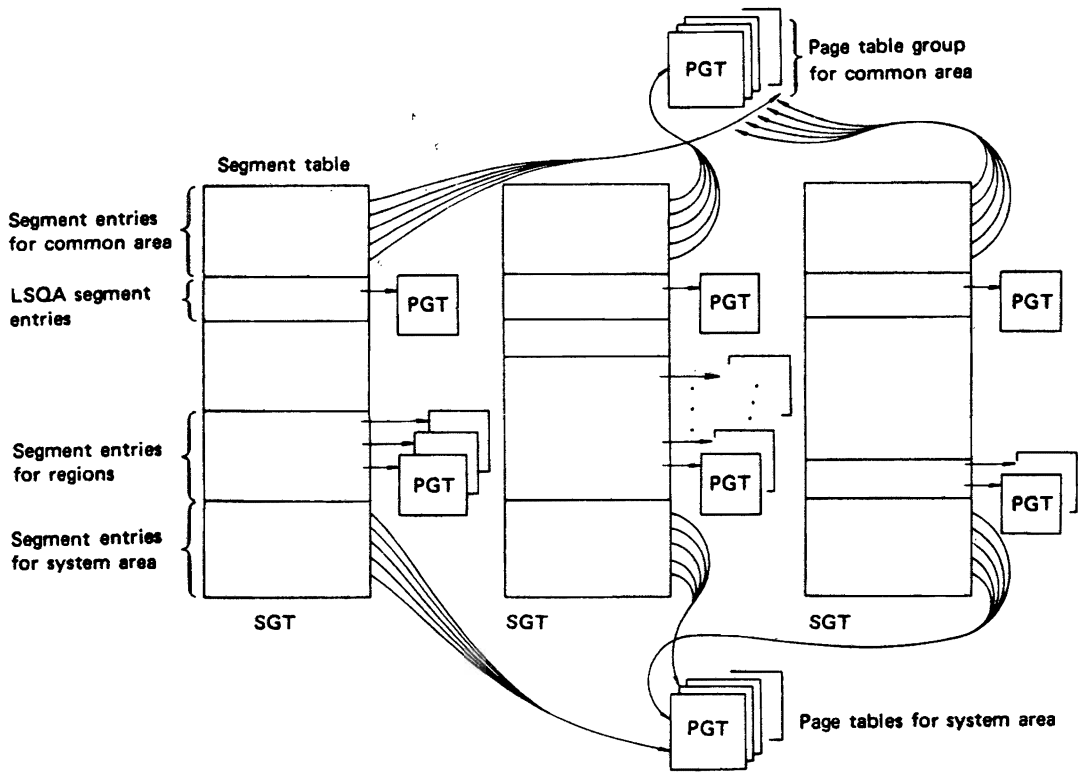 PGT
Page table group
for common area
Segment table
Segment entries
for common area
LSQA segment
entries
PGT
PGT
PGT
Segment entries
for regions
PGT
PGT
PGT
Segment entries
for system area
SGT
SGT
SGT
PGT
Page tables for system area